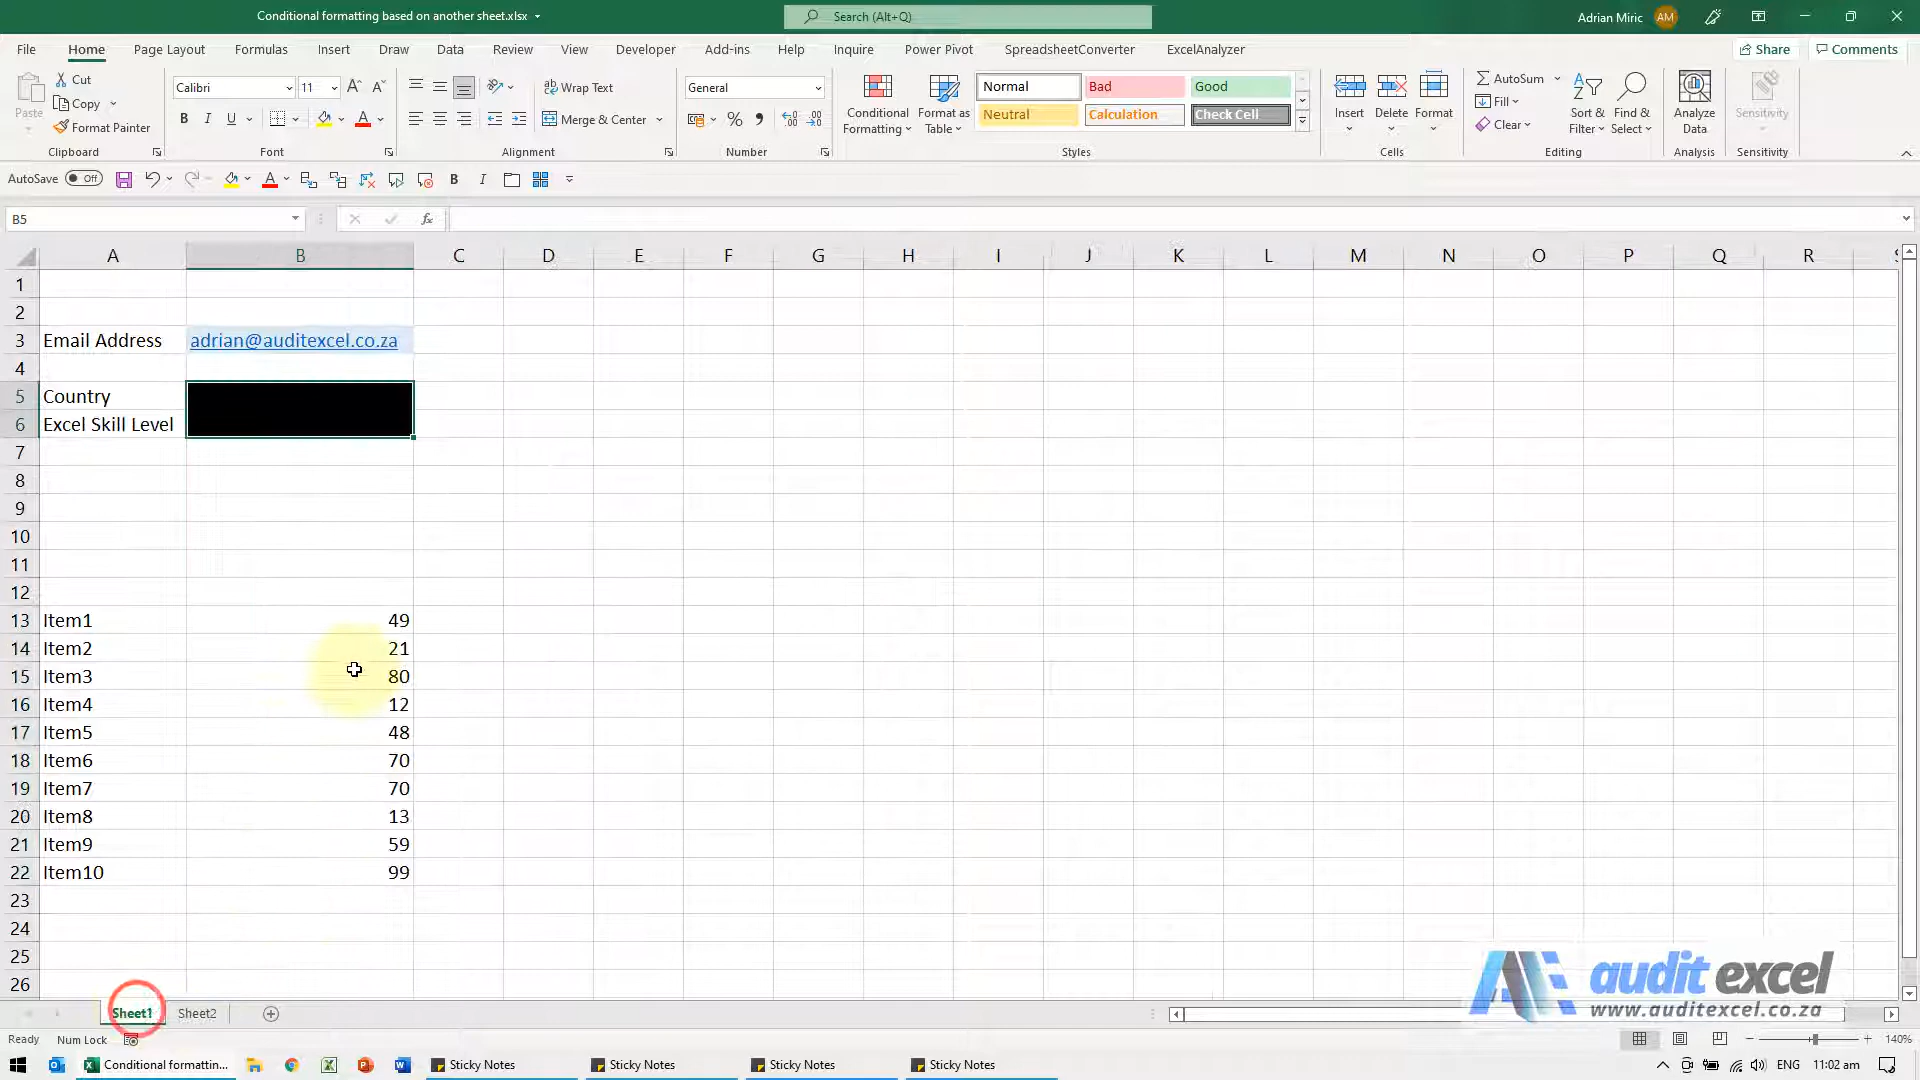 Conditional formatting based on another sheet.xlsx
Search (Alt+Q)
Adrian Miric
AM
File Home Page Layout Formulas Insert Draw Data Review View Developer Add-ins Help Inquire Power Pivot SpreadsheetConverter ExcelAnalyzer
Share
Comments
Paste
Cut
Copy
Format Painter
Clipboard
Calibri 11
B I U
Font
Wrap Text
Merge & Center
Alignment
General
Number
Conditional Formatting
Format as Table
Normal Bad Good
Neutral Calculation Check Cell
Styles
Insert Delete Format
Cells
AutoSum
Fill
Clear
Sort & Filter
Find & Select
Editing
Analyze Data
Analysis
Sensitivity
Sensitivity
AutoSave Off
B I
B5
fx
A B C D E F G H I J K L M N O P Q R
1
2
3 Email Address adrian@auditexcel.co.za
4
5 Country
6 Excel Skill Level
7
8
9
10
11
12
13 Item1 49
14 Item2 21
15 Item3 80
16 Item4 12
17 Item5 48
18 Item6 70
19 Item7 70
20 Item8 13
21 Item9 59
22 Item10 99
23
24
25
26
audit excel
www.auditexcel.co.za
Sheet1 Sheet2
Ready Num Lock
140%
Conditional formattin...
Sticky Notes
Sticky Notes
Sticky Notes
Sticky Notes
ENG 11:02 am